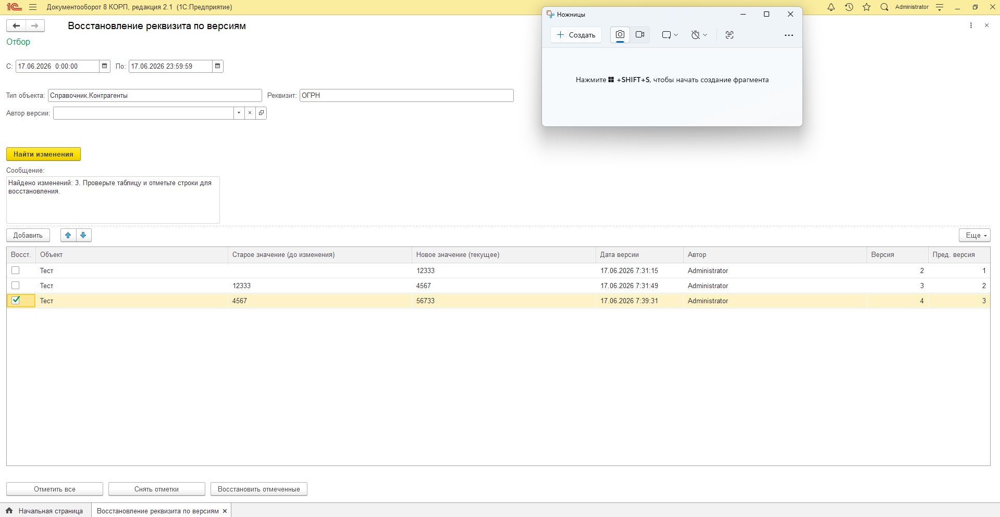 Документооборот 8 КОРП, редакция 2.1 (1С:Предприятие)
Administrator
Восстановление реквизита по версиям
Отбор
С: 17.06.2026 0:00:00 По: 17.06.2026 23:59:59
Тип объекта: Справочник.Контрагенты Реквизит: ОГРН
Автор версии:
Найти изменения
Сообщение:
Найдено изменений: 3. Проверьте таблицу и отметьте строки для
восстановления.
Ножницы
Создать
Нажмите +SHIFT+S, чтобы начать создание фрагмента
Добавить Еще
Восст. Объект Старое значение (до изменения) Новое значение (текущее) Дата версии Автор Версия Пред. версия
Тест 12333 17.06.2026 7:31:15 Administrator 2 1
Тест 12333 4567 17.06.2026 7:31:49 Administrator 3 2
Тест 4567 56733 17.06.2026 7:39:31 Administrator 4 3
Отметить все Снять отметки Восстановить отмеченные
Начальная страница Восстановление реквизита по версиям